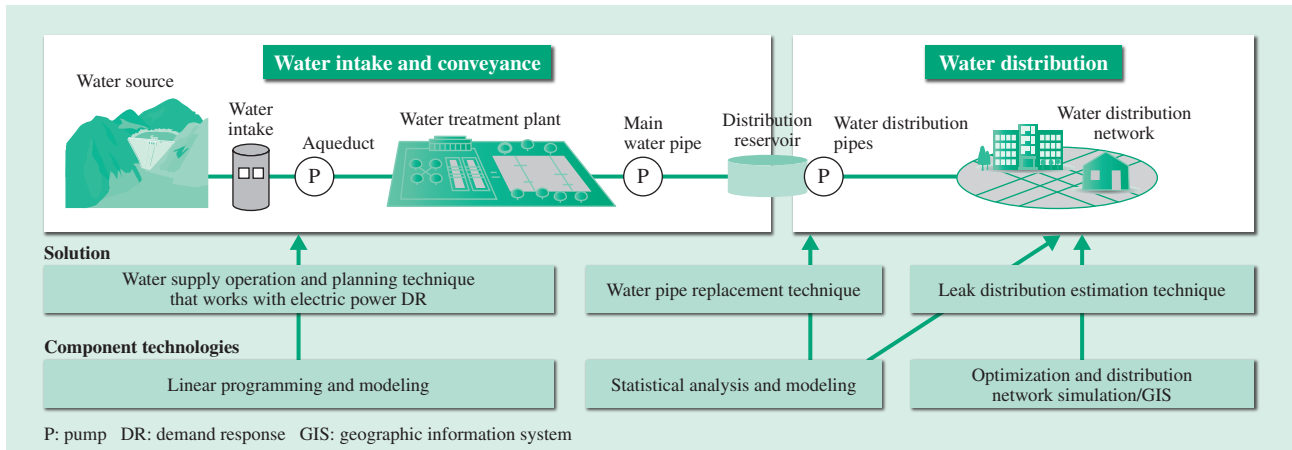 Water intake and conveyance
Water distribution
Water source
Water
intake
Aqueduct
P
Water treatment plant
Main
water pipe
P
Distribution
reservoir
P
Water distribution
pipes
Water distribution
network
Solution
Water supply operation and planning technique
that works with electric power DR
Water pipe replacement technique
Leak distribution estimation technique
Component technologies
Linear programming and modeling
Statistical analysis and modeling
Optimization and distribution
network simulation/GIS
P: pump DR: demand response GIS: geographic information system